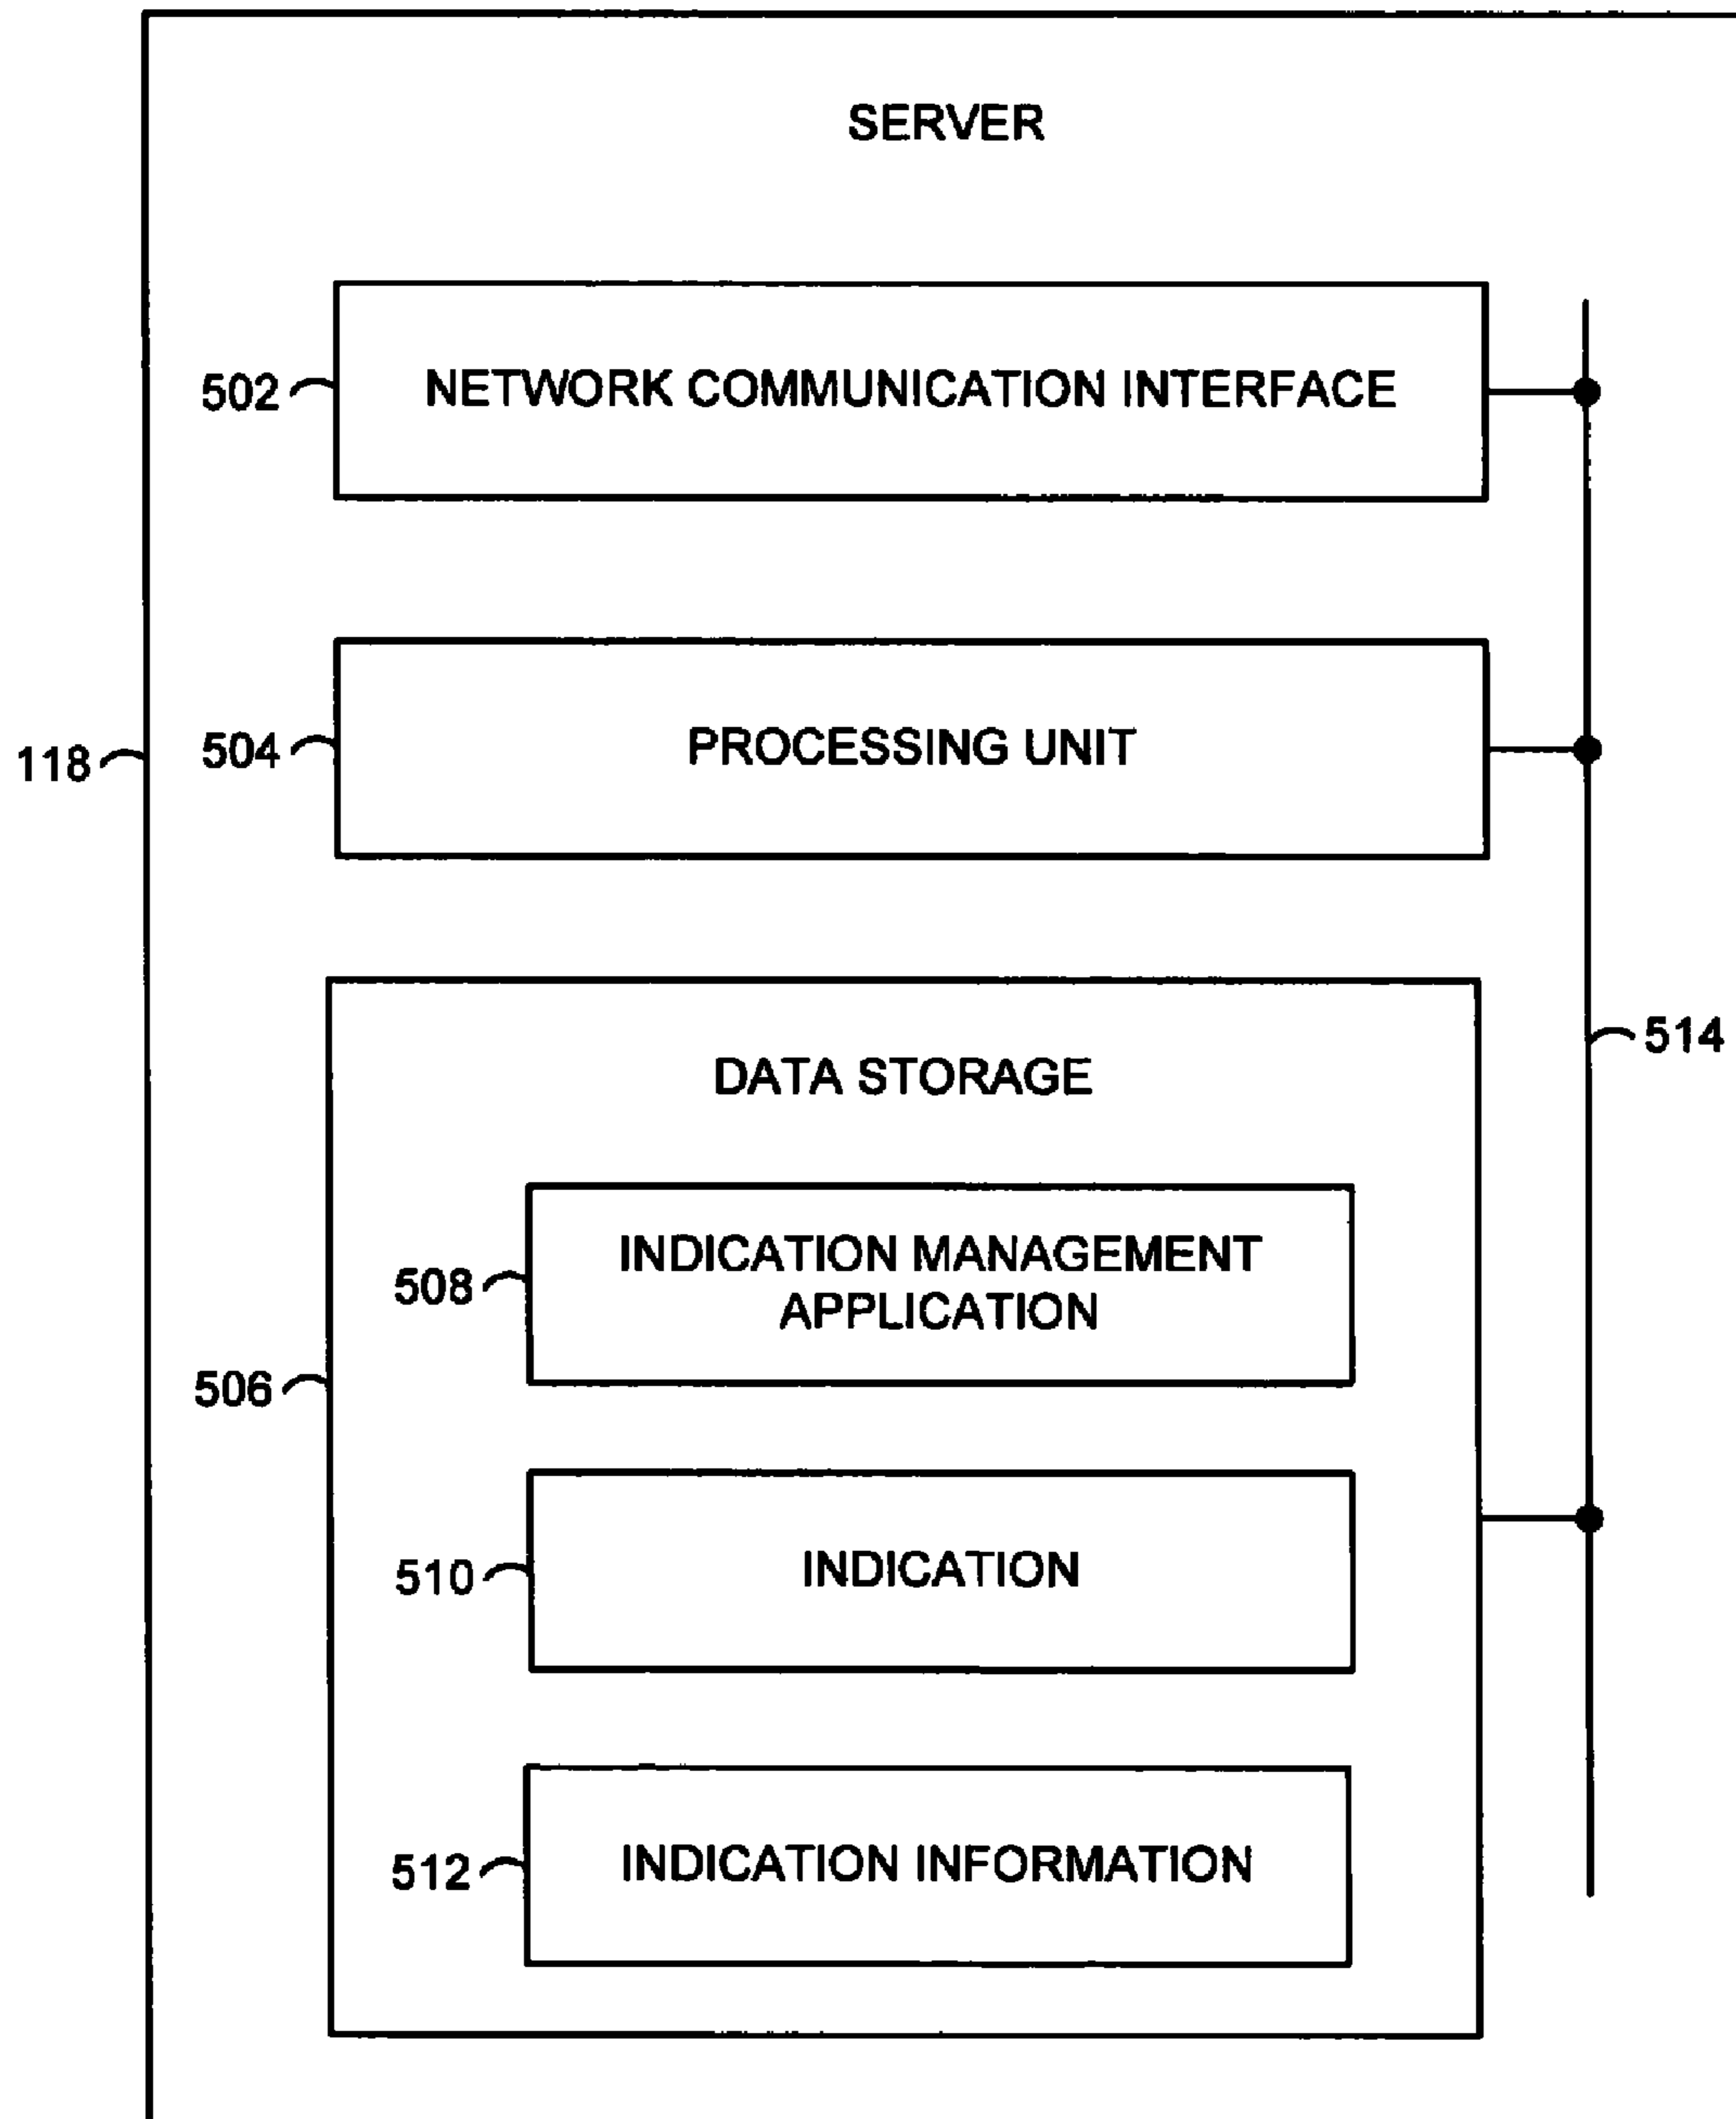 SERVER
502
NETWORK COMMUNICATION INTERFACE
118
504
PROCESSING UNIT
514
DATA STORAGE
508
INDICATION MANAGEMENT
APPLICATION
506
510
INDICATION
512
INDICATION INFORMATION